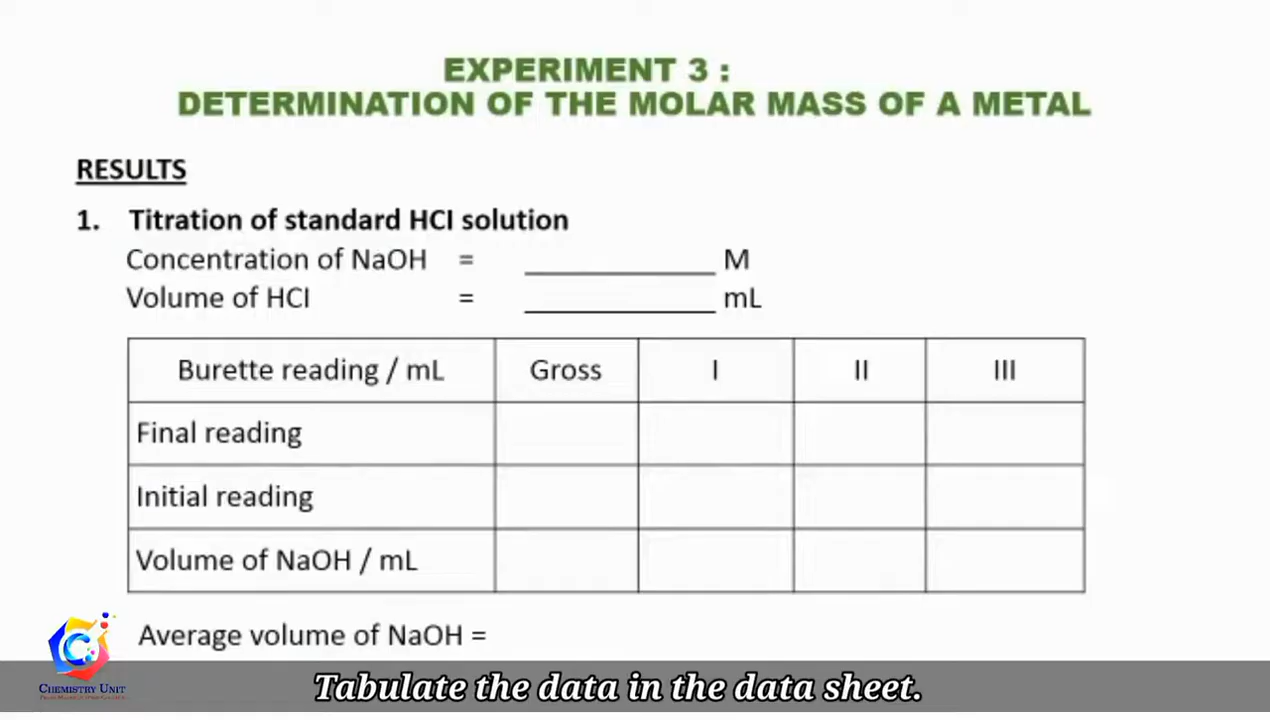 EXPERIMENT 3 :
DETERMINATION OF THE MOLAR MASS OF A METAL
RESULTS
1. Titration of standard HCl solution
Concentration of NaOH = ____________ M
Volume of HCl = ____________ mL
Burette reading / mL Gross I II III
Final reading
Initial reading
Volume of NaOH / mL
Average volume of NaOH =
CHEMISTRY UNIT
Tabulate the data in the data sheet.